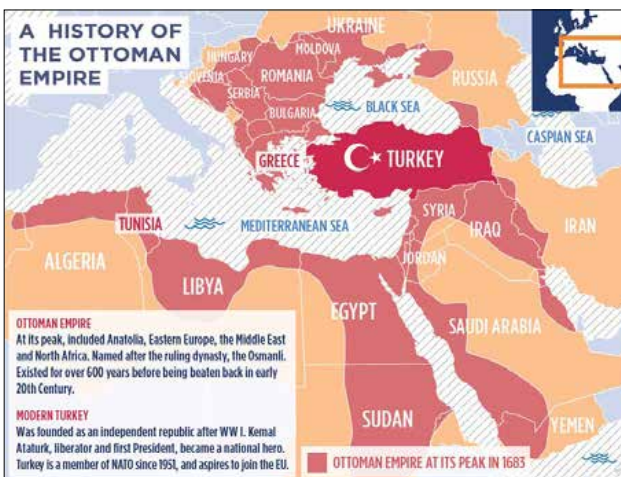 A HISTORY OF
THE OTTOMAN
EMPIRE
UKRAINE
MOLDOVA
HUNGARY
SLOVENIA
ROMANIA
SERBIA
BULGARIA
RUSSIA
BLACK SEA
CASPIAN SEA
GREECE
TURKEY
TUNISIA
MEDITERRANEAN SEA
SYRIA
IRAQ
IRAN
JORDAN
ALGERIA
LIBYA
EGYPT
SAUDI ARABIA
SUDAN
YEMEN
OTTOMAN EMPIRE
At its peak, included Anatolia, Eastern Europe, the Middle East
and North Africa. Named after the ruling dynasty, the Osmanli.
Existed for over 600 years before being beaten back in early
20th Century.
MODERN TURKEY
Was founded as an independent republic after WW I. Kemal
Ataturk, liberator and first President, became a national hero.
Turkey is a member of NATO since 1951, and aspires to join the EU.
OTTOMAN EMPIRE AT ITS PEAK IN 1683